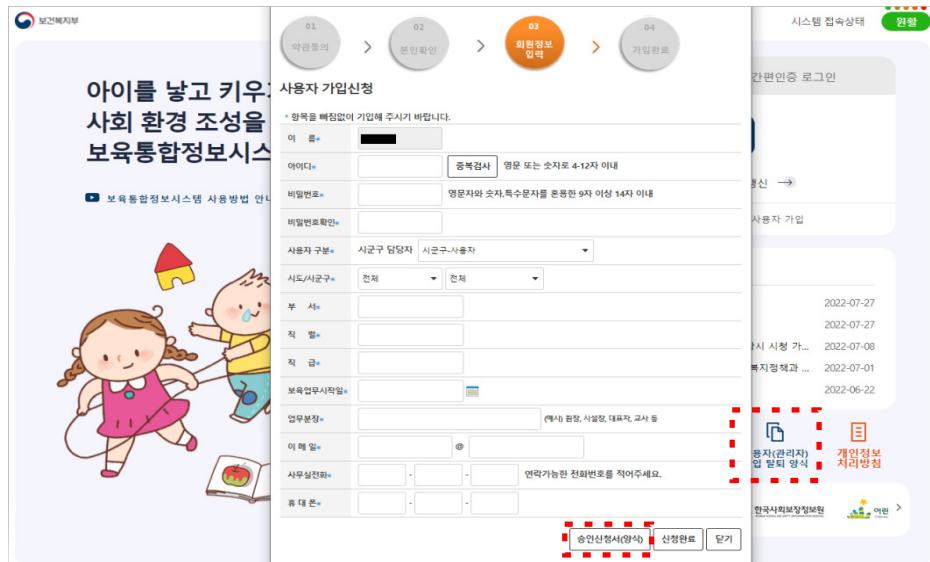 보건복지부
시스템 접속상태
원활
아이를 낳고 키우
사회 환경 조성을
보육통합정보시스
보육통합정보시스템 사용방법 안내
01
약관동의
02
본인확인
03
회원정보
입력
04
가입완료
사용자 가입신청
* 항목을 빠짐없이 기입해 주시기 바랍니다.
이 름*
아이디* 중복검사 영문 또는 숫자로 4-12자 이내
비밀번호* 영문자와 숫자,특수문자를 혼용한 9자 이상 14자 이내
비밀번호확인*
사용자 구분* 시군구 담당자 시군구-사용자
시도/시군구* 전체 전체
부 서*
직 렬*
직 급*
보육업무시작일*
업무분장* (예시) 원장, 시설장, 대표자, 교사 등
이 메 일* @
사무실전화* - - 연락가능한 전화번호를 적어주세요.
휴 대 폰* - -
승인신청서(양식) 신청완료 닫기
간편인증 로그인
갱신 →
사용자 가입
2022-07-27
2022-07-27
시 시청 가... 2022-07-08
복지정책과 ... 2022-07-01
2022-06-22
용자(관리자)
입 탈퇴 양식
개인정보
처리방침
한국사회보장정보원
어린